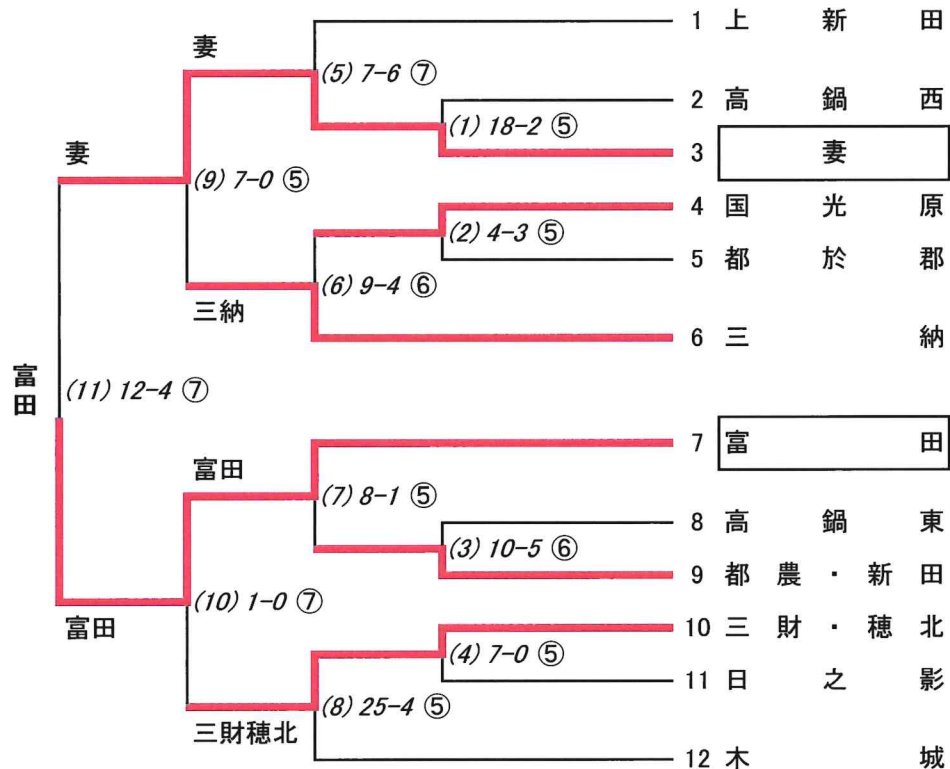 1 上新田
妻
(5) 7-6 ⑦
2 高鍋西
(1) 18-2 ⑤
妻
3 妻
(9) 7-0 ⑤
4 国光原
(2) 4-3 ⑤
5 都於郡
(6) 9-4 ⑥
三納
6 三納
富田
(11) 12-4 ⑦
7 富田
富田
(7) 8-1 ⑤
8 高鍋東
(3) 10-5 ⑥
9 都農・新田
(10) 1-0 ⑦
富田
10 三財・穂北
(4) 7-0 ⑤
11 日之影
(8) 25-4 ⑤
三財穂北
12 木城